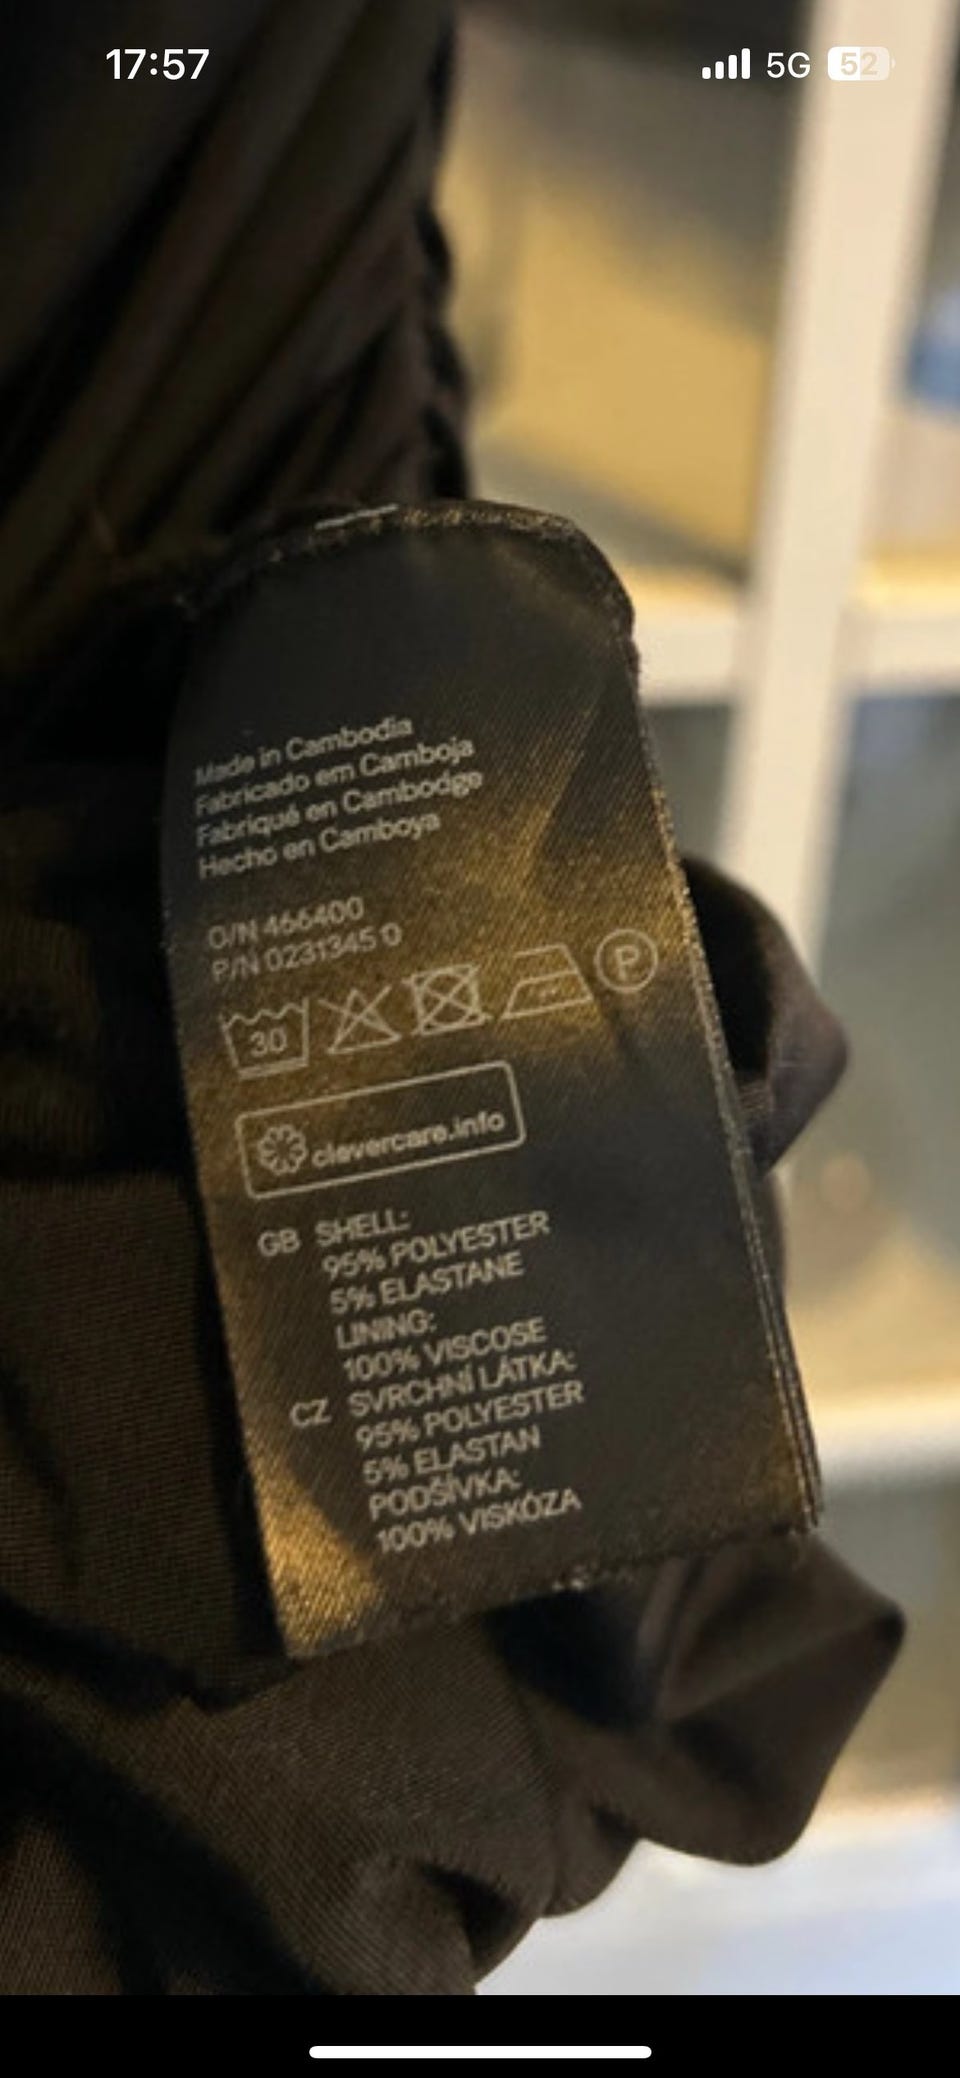 17:57
5G
52
Made in Cambodia
Fabricado em Camboja
Fabriqué en Cambodge
Hecho en Camboya
O/N 466400
P/N 0231345 0
30
P
clevercare.info
GB SHELL:
95% POLYESTER
5% ELASTANE
LINING:
100% VISCOSE
CZ SVRCHNÍ LÁTKA:
95% POLYESTER
5% ELASTAN
PODŠÍVKA:
100% VISKÓZA